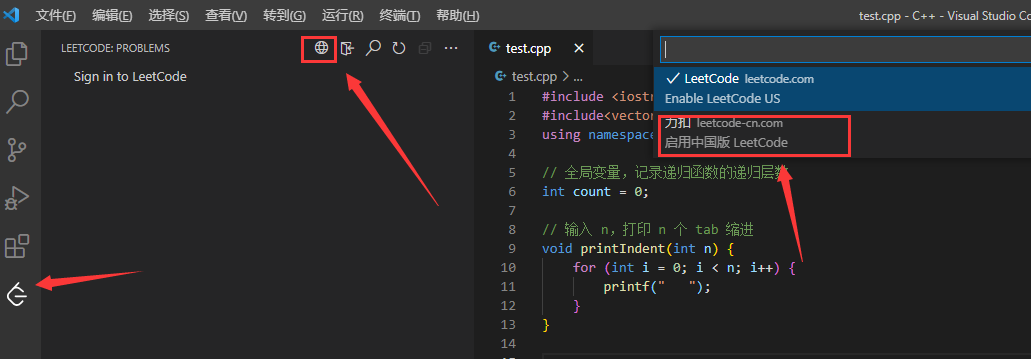 文件(F) 编辑(E) 选择(S) 查看(V) 转到(G) 运行(R) 终端(T) 帮助(H) test.cpp - C++ - Visual Studio Co
LEETCODE: PROBLEMS
Sign in to LeetCode
test.cpp
test.cpp > ...
1 #include <iostr
2 #include<vector
3 using namespace
4
5 // 全局变量，记录递归函数的递归层数
6 int count = 0;
7
8 // 输入 n，打印 n 个 tab 缩进
9 void printIndent(int n) {
10 for (int i = 0; i < n; i++) {
11 printf("   ");
12 }
13 }
14
LeetCode leetcode.com
Enable LeetCode US
力扣 leetcode-cn.com
启用中国版 LeetCode